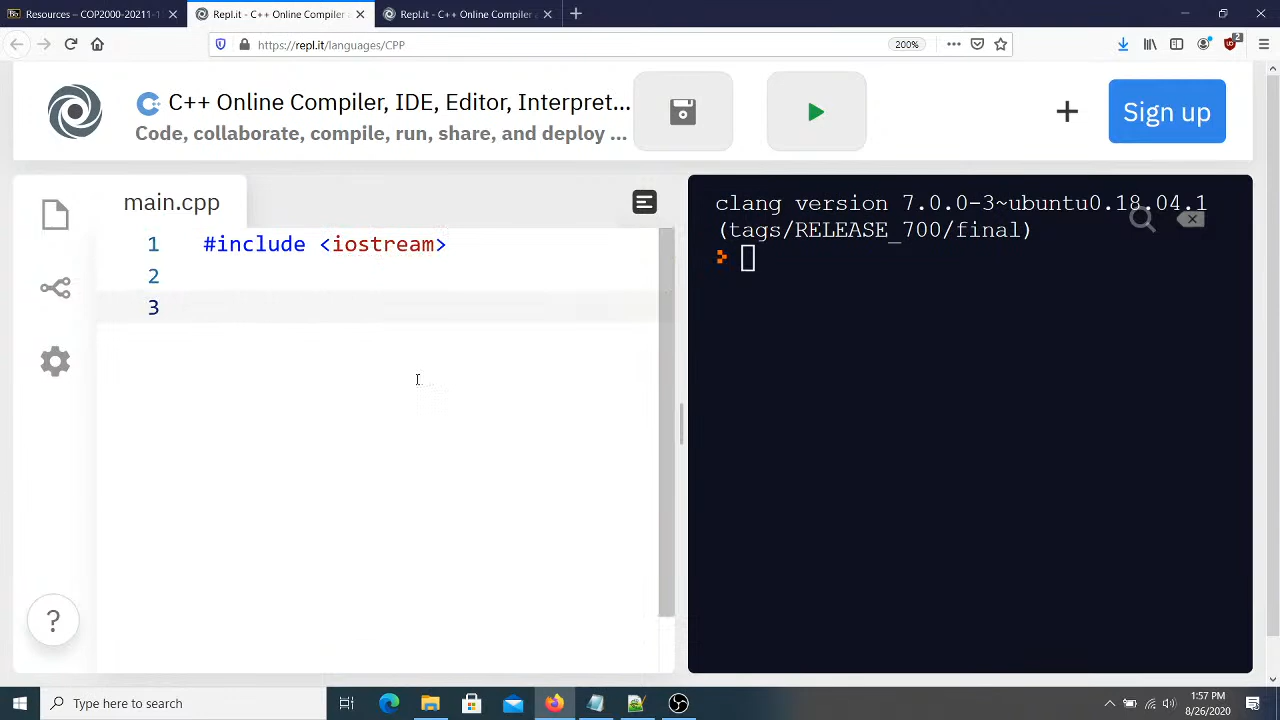 Resources – COP2000-20211-1
Repl.it - C++ Online Compiler
Repl.it - C++ Online Compiler
https://repl.it/languages/CPP
200%
2
C++ Online Compiler, IDE, Editor, Interpret...
Code, collaborate, compile, run, share, and deploy ...
Sign up
main.cpp
1 #include <iostream>
2
3
clang version 7.0.0-3~ubuntu0.18.04.1
(tags/RELEASE_700/final)
?
Type here to search
1:57 PM
8/26/2020